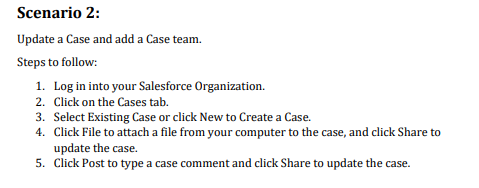 Scenario 2:
Update a Case and add a Case team.
Steps to follow:
1. Log in into your Salesforce Organization.
2. Click on the Cases tab.
3. Select Existing Case or click New to Create a Case.
4. Click File to attach a file from your computer to the case, and click Share to
update the case.
5. Click Post to type a case comment and click Share to update the case.